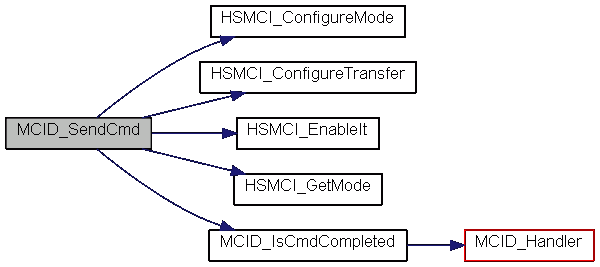 HSMCI_ConfigureMode
HSMCI_ConfigureTransfer
MCID_SendCmd
HSMCI_EnableIt
HSMCI_GetMode
MCID_IsCmdCompleted
MCID_Handler